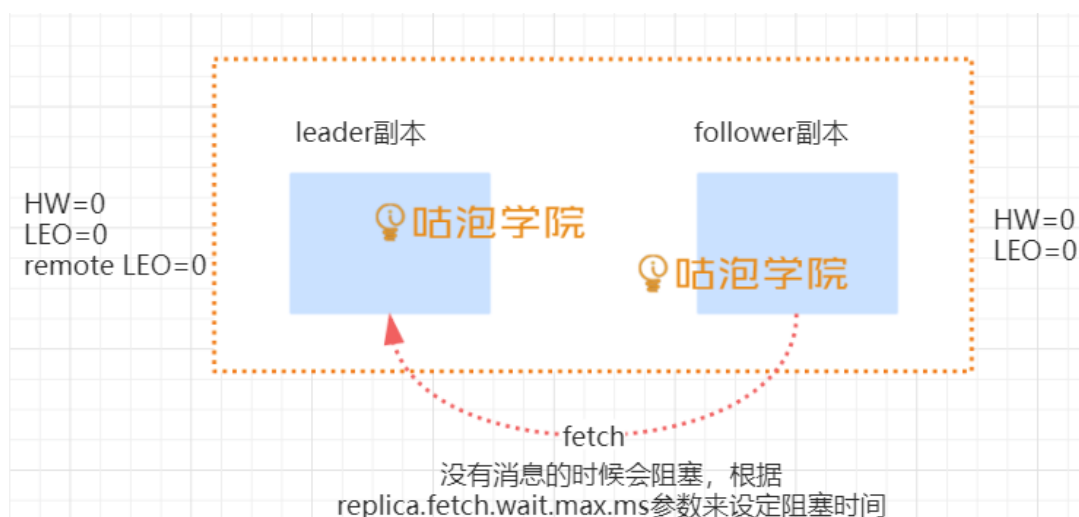 leader副本
follower副本
HW=0
LEO=0
remote LEO=0
咕泡学院
咕泡学院
HW=0
LEO=0
fetch
没有消息的时候会阻塞，根据
replica.fetch.wait.max.ms参数来设定阻塞时间